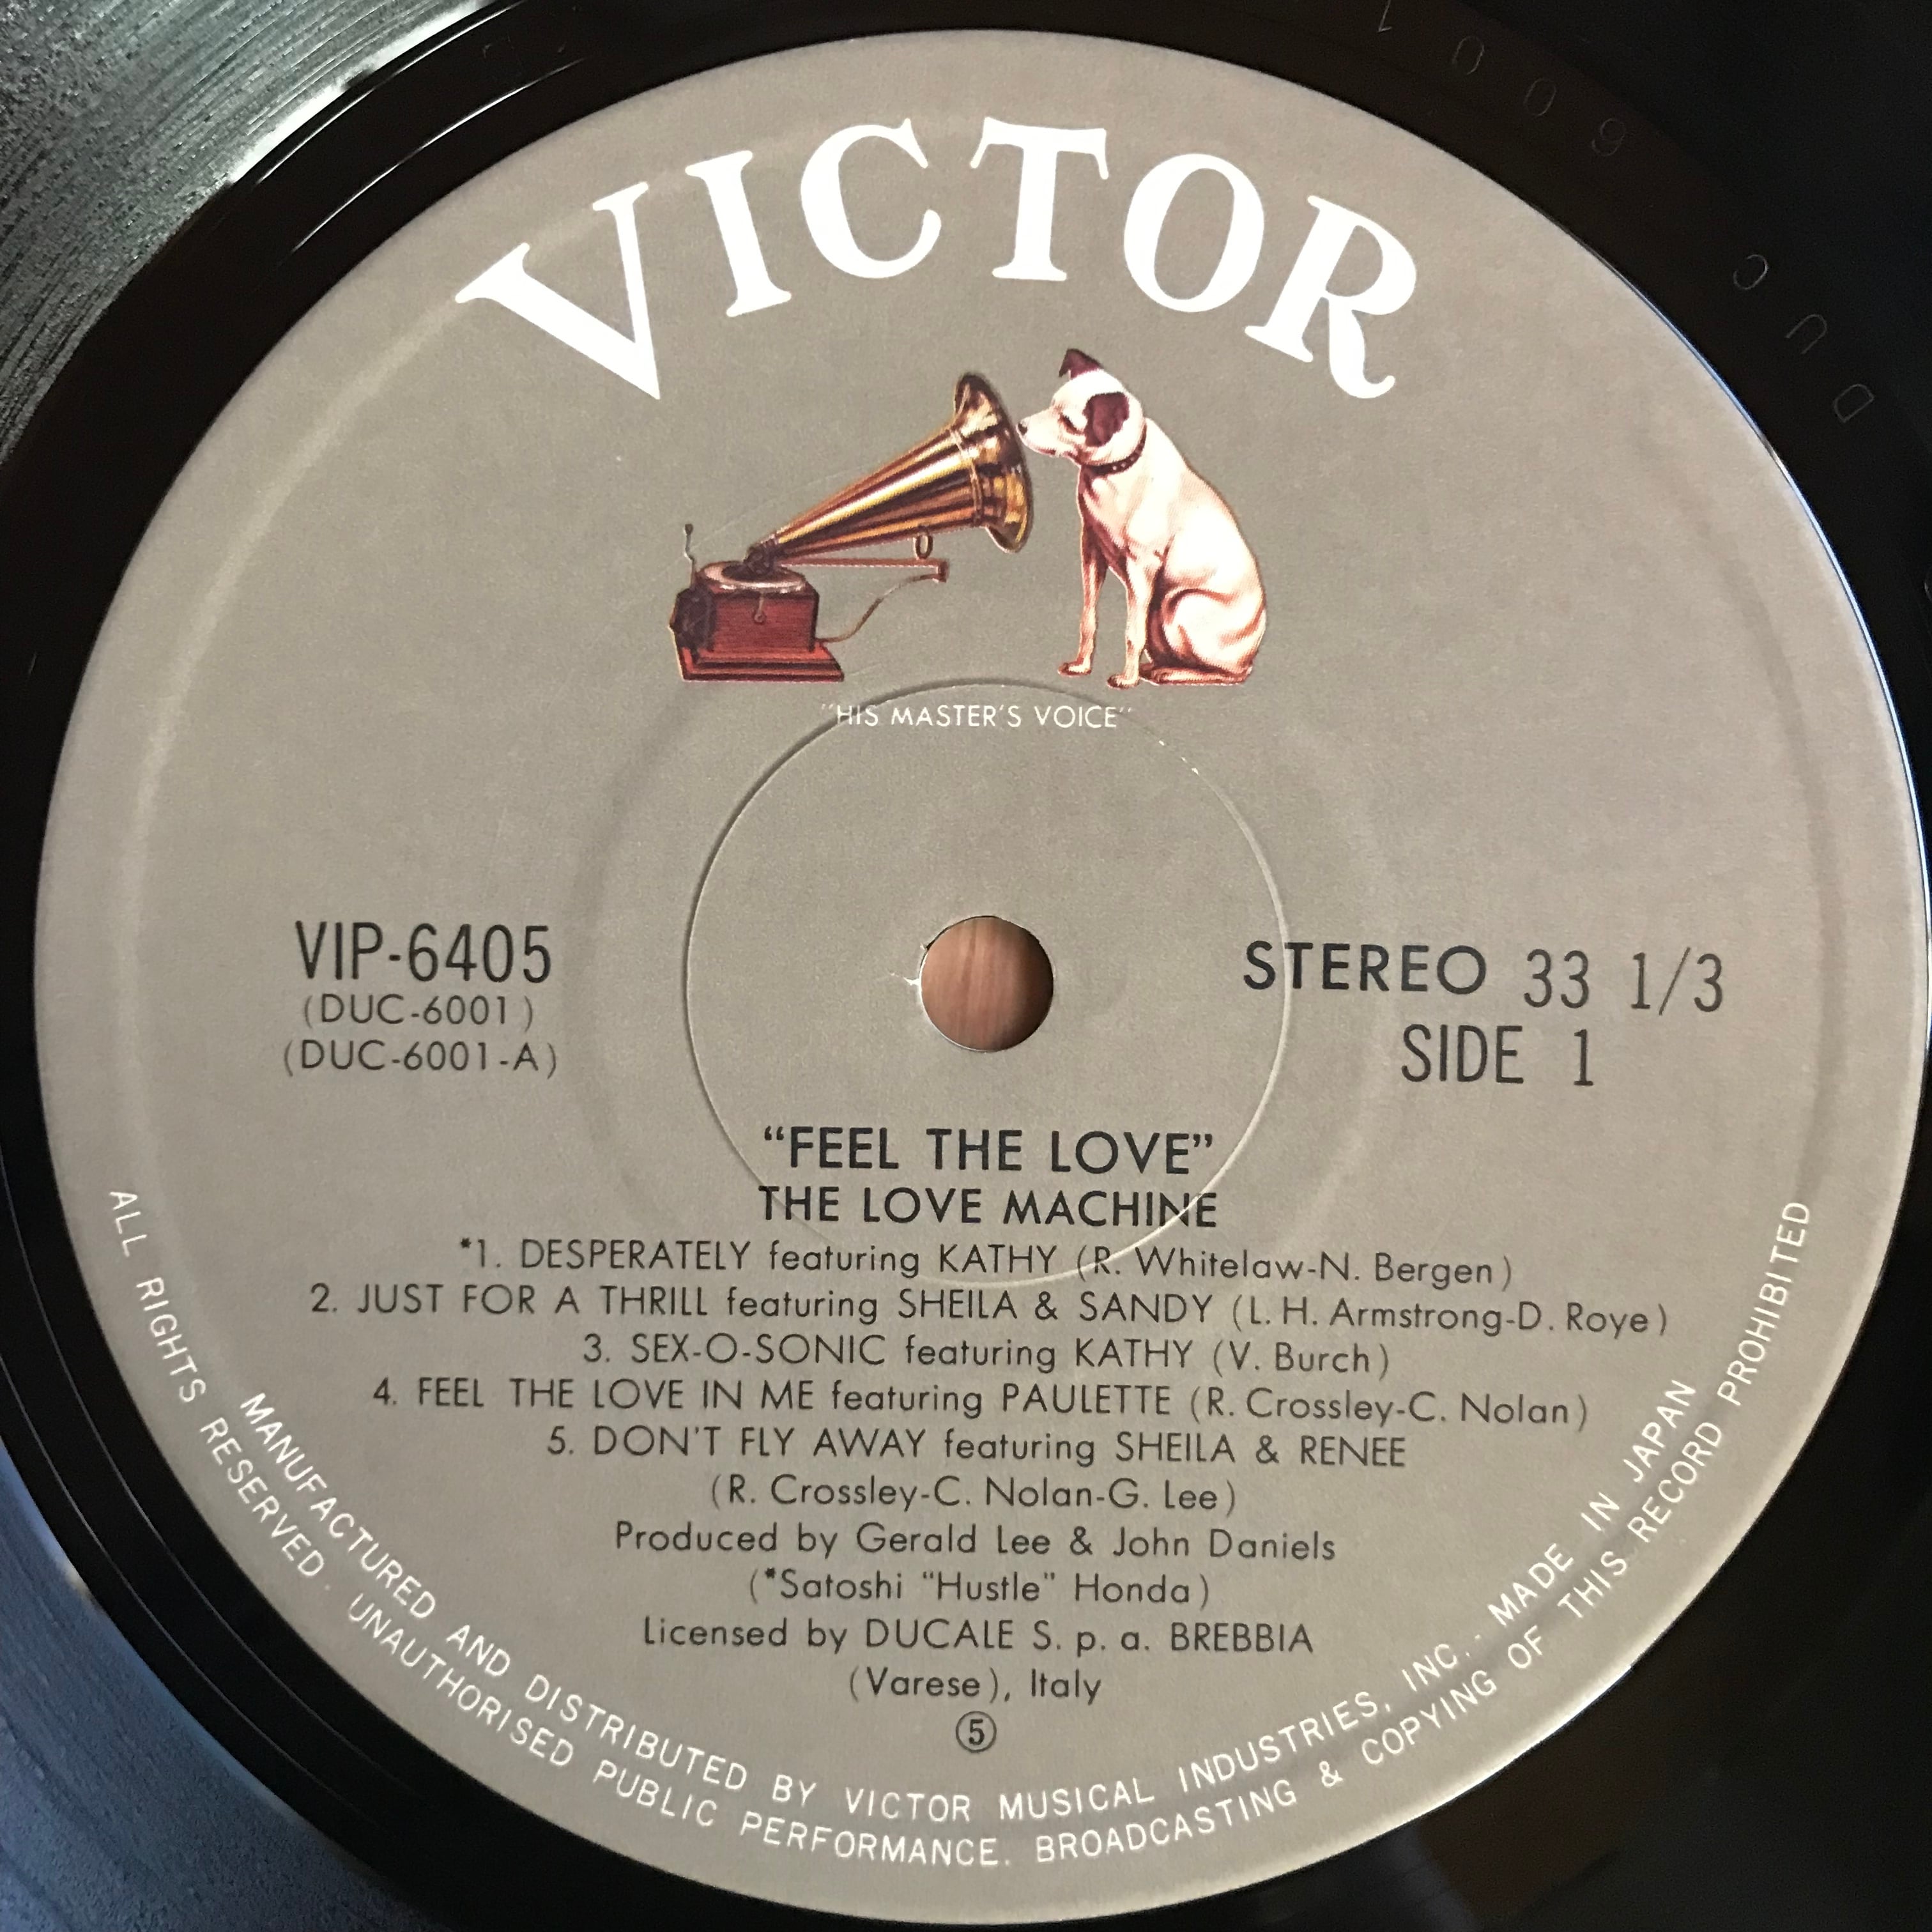 VICTOR
"HIS MASTER'S VOICE"
VIP-6405
(DUC-6001)
(DUC-6001-A)
STEREO 33 1/3
SIDE 1
“FEEL THE LOVE”
THE LOVE MACHINE
*1. DESPERATELY featuring KATHY (R. Whitelaw-N. Bergen)
2. JUST FOR A THRILL featuring SHEILA & SANDY (L. H. Armstrong-D. Roye)
3. SEX-O-SONIC featuring KATHY (V. Burch)
4. FEEL THE LOVE IN ME featuring PAULETTE (R. Crossley-C. Nolan)
5. DON'T FLY AWAY featuring SHEILA & RENEE
(R. Crossley-C. Nolan-G. Lee)
Produced by Gerald Lee & John Daniels
(*Satoshi “Hustle” Honda)
Licensed by DUCALE S. p. a. BREBBIA
(Varese), Italy
⑤
MANUFACTURED AND DISTRIBUTED BY VICTOR MUSICAL INDUSTRIES, INC. · MADE IN JAPAN
ALL RIGHTS RESERVED · UNAUTHORISED PUBLIC PERFORMANCE. BROADCASTING & COPYING OF THIS RECORD PROHIBITED
DUC 6001